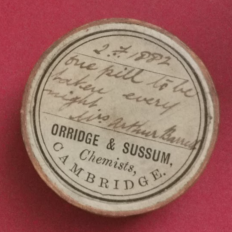 2.7.1882
one pill to be
taken every
night
Mrs Arthur
ORRIDGE & SUSSUM,
Chemists,
CAMBRIDGE.